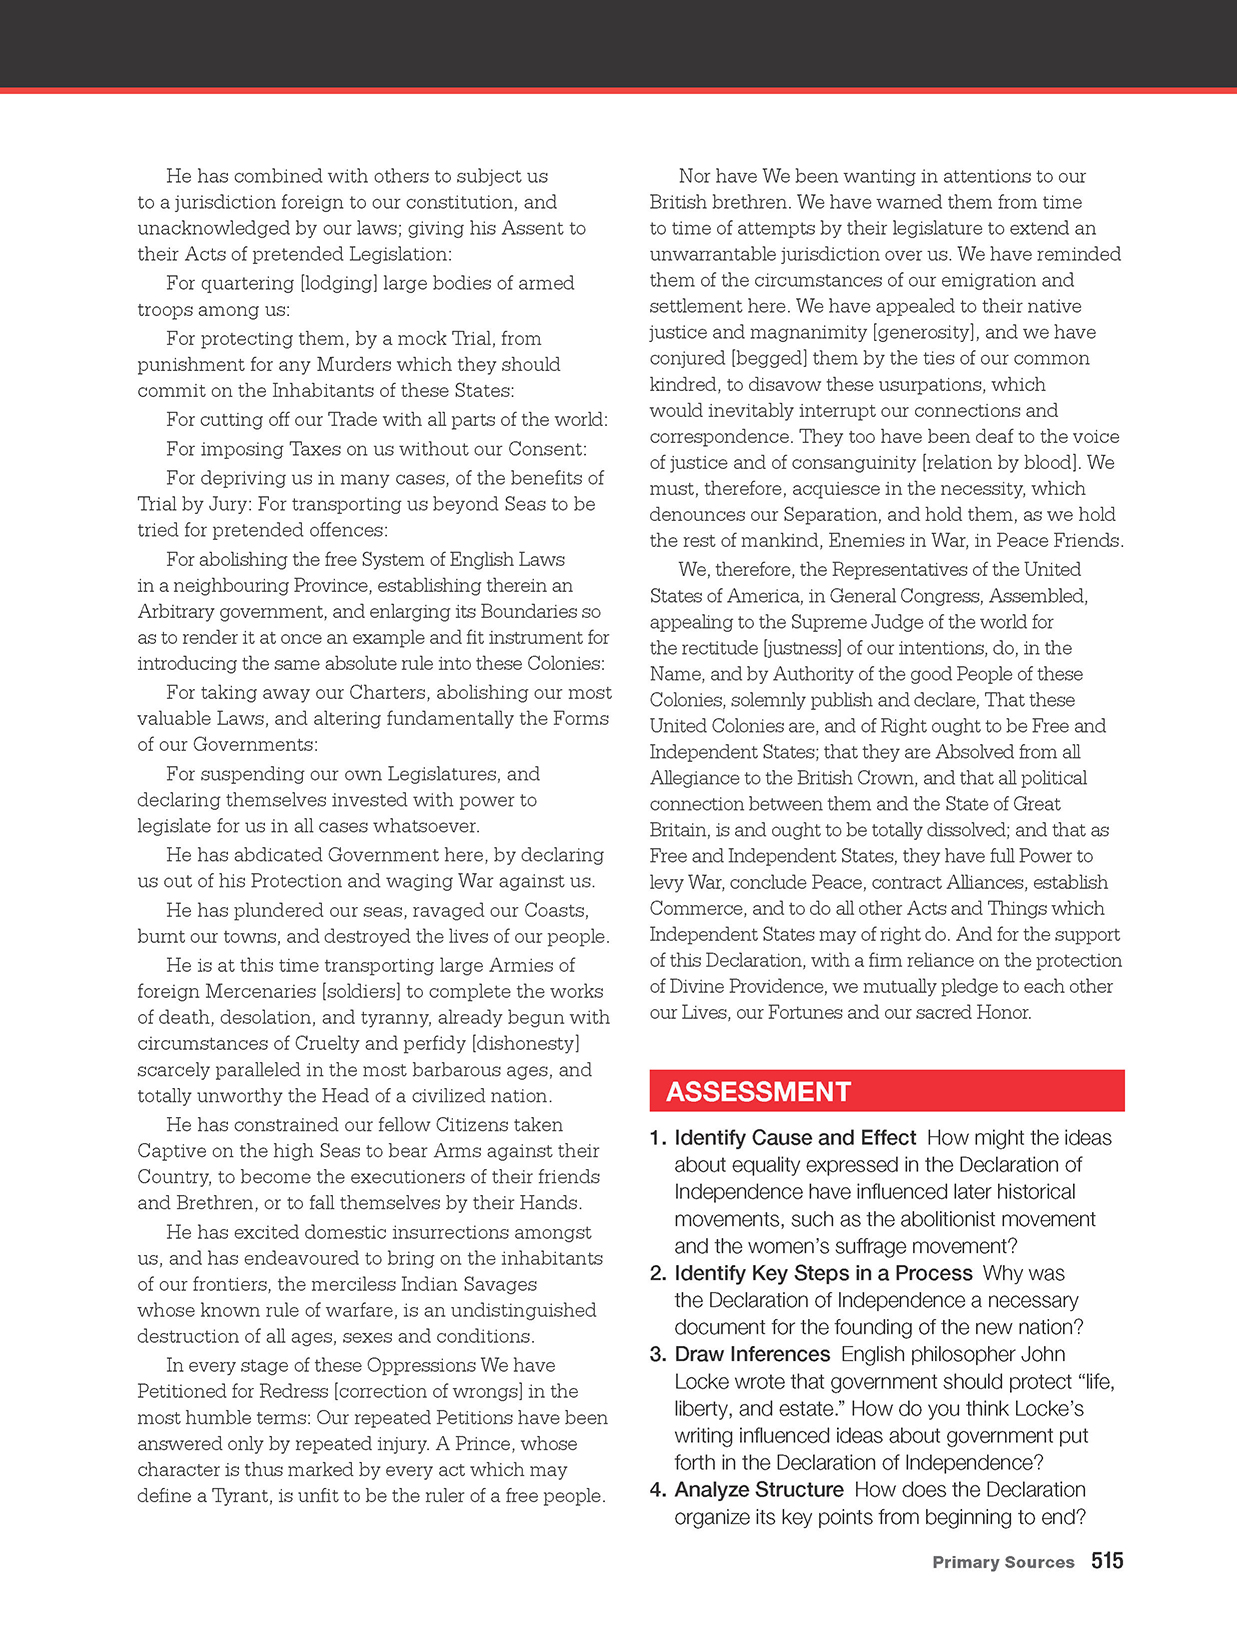 He has combined with others to subject us
to a jurisdiction foreign to our constitution, and
unacknowledged by our laws; giving his Assent to
their Acts of pretended Legislation:
For quartering [lodging] large bodies of armed
troops among us:
For protecting them, by a mock Trial, from
punishment for any Murders which they should
commit on the Inhabitants of these States:
For cutting off our Trade with all parts of the world:
For imposing Taxes on us without our Consent:
For depriving us in many cases, of the benefits of
Trial by Jury: For transporting us beyond Seas to be
tried for pretended offences:
For abolishing the free System of English Laws
in a neighbouring Province, establishing therein an
Arbitrary government, and enlarging its Boundaries so
as to render it at once an example and fit instrument for
introducing the same absolute rule into these Colonies:
For taking away our Charters, abolishing our most
valuable Laws, and altering fundamentally the Forms
of our Governments:
For suspending our own Legislatures, and
declaring themselves invested with power to
legislate for us in all cases whatsoever.
He has abdicated Government here, by declaring
us out of his Protection and waging War against us.
He has plundered our seas, ravaged our Coasts,
burnt our towns, and destroyed the lives of our people.
He is at this time transporting large Armies of
foreign Mercenaries [soldiers] to complete the works
of death, desolation, and tyranny, already begun with
circumstances of Cruelty and perfidy [dishonesty]
scarcely paralleled in the most barbarous ages, and
totally unworthy the Head of a civilized nation.
He has constrained our fellow Citizens taken
Captive on the high Seas to bear Arms against their
Country, to become the executioners of their friends
and Brethren, or to fall themselves by their Hands.
He has excited domestic insurrections amongst
us, and has endeavoured to bring on the inhabitants
of our frontiers, the merciless Indian Savages
whose known rule of warfare, is an undistinguished
destruction of all ages, sexes and conditions.
In every stage of these Oppressions We have
Petitioned for Redress [correction of wrongs] in the
most humble terms: Our repeated Petitions have been
answered only by repeated injury. A Prince, whose
character is thus marked by every act which may
define a Tyrant, is unfit to be the ruler of a free people.
Nor have We been wanting in attentions to our
British brethren. We have warned them from time
to time of attempts by their legislature to extend an
unwarrantable jurisdiction over us. We have reminded
them of the circumstances of our emigration and
settlement here. We have appealed to their native
justice and magnanimity [generosity], and we have
conjured [begged] them by the ties of our common
kindred, to disavow these usurpations, which
would inevitably interrupt our connections and
correspondence. They too have been deaf to the voice
of justice and of consanguinity [relation by blood]. We
must, therefore, acquiesce in the necessity, which
denounces our Separation, and hold them, as we hold
the rest of mankind, Enemies in War, in Peace Friends.
We, therefore, the Representatives of the United
States of America, in General Congress, Assembled,
appealing to the Supreme Judge of the world for
the rectitude [justness] of our intentions, do, in the
Name, and by Authority of the good People of these
Colonies, solemnly publish and declare, That these
United Colonies are, and of Right ought to be Free and
Independent States; that they are Absolved from all
Allegiance to the British Crown, and that all political
connection between them and the State of Great
Britain, is and ought to be totally dissolved; and that as
Free and Independent States, they have full Power to
levy War, conclude Peace, contract Alliances, establish
Commerce, and to do all other Acts and Things which
Independent States may of right do. And for the support
of this Declaration, with a firm reliance on the protection
of Divine Providence, we mutually pledge to each other
our Lives, our Fortunes and our sacred Honor.
ASSESSMENT
1. Identify Cause and Effect How might the ideas
about equality expressed in the Declaration of
Independence have influenced later historical
movements, such as the abolitionist movement
and the women's suffrage movement?
2. Identify Key Steps in a Process Why was
the Declaration of Independence a necessary
document for the founding of the new nation?
3. Draw Inferences English philosopher John
Locke wrote that government should protect “life,
liberty, and estate.” How do you think Locke's
writing influenced ideas about government put
forth in the Declaration of Independence?
4. Analyze Structure How does the Declaration
organize its key points from beginning to end?
Primary Sources 515